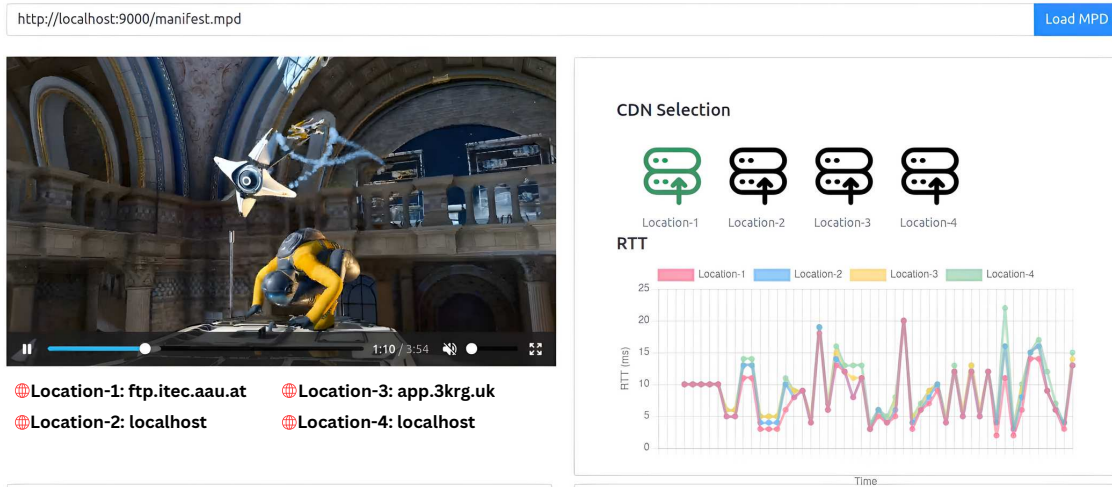 http://localhost:9000/manifest.mpd
Load MPD
1:10 / 3:54
Location-1: ftp.itec.aau.at
Location-3: app.3krg.uk
Location-2: localhost
Location-4: localhost
CDN Selection
Location-1
Location-2
Location-3
Location-4
RTT
Location-1
Location-2
Location-3
Location-4
RTT (ms)
25
20
15
10
5
0
Time